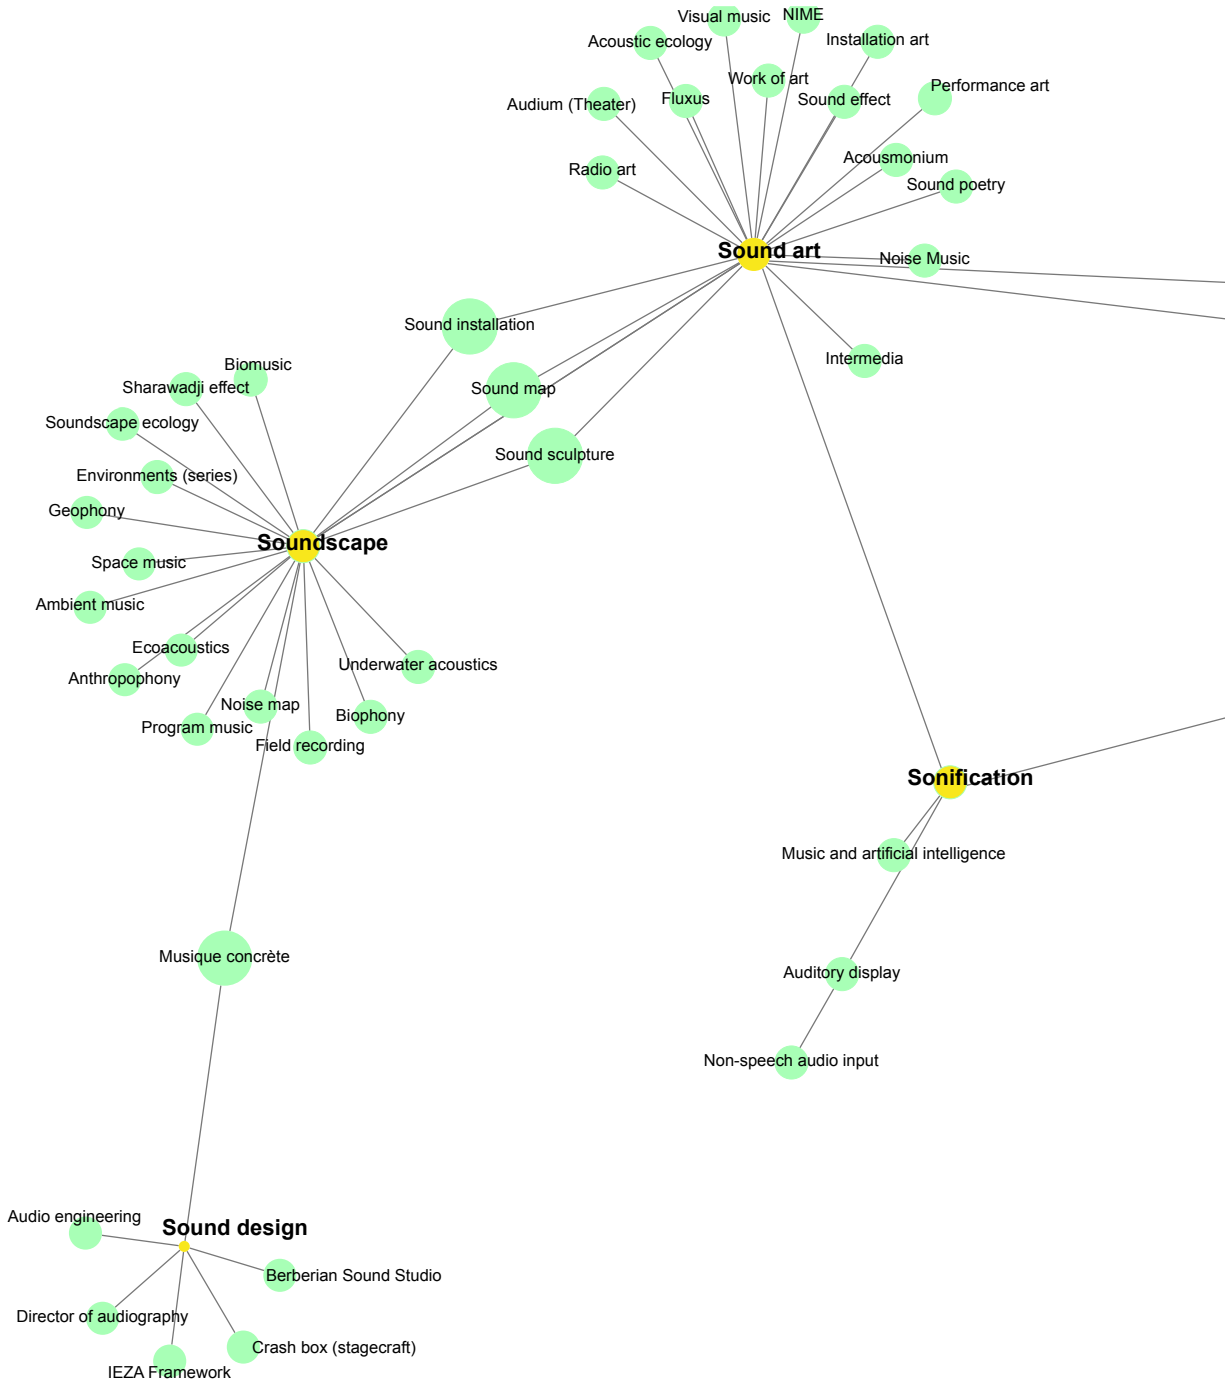 Visual music
NIME
Acoustic ecology
Installation art
Work of art
Performance art
Audium (Theater)
Fluxus
Sound effect
Radio art
Acousmonium
Sound poetry
Sound art
Noise Music
Sound installation
Intermedia
Biomusic
Sharawadji effect
Sound map
Soundscape ecology
Sound sculpture
Environments (series)
Geophony
Soundscape
Space music
Ambient music
Ecoacoustics
Underwater acoustics
Anthropophony
Noise map
Biophony
Program music
Field recording
Sonification
Music and artificial intelligence
Musique concrète
Auditory display
Non-speech audio input
Audio engineering
Sound design
Berberian Sound Studio
Director of audiography
Crash box (stagecraft)
IEZA Framework